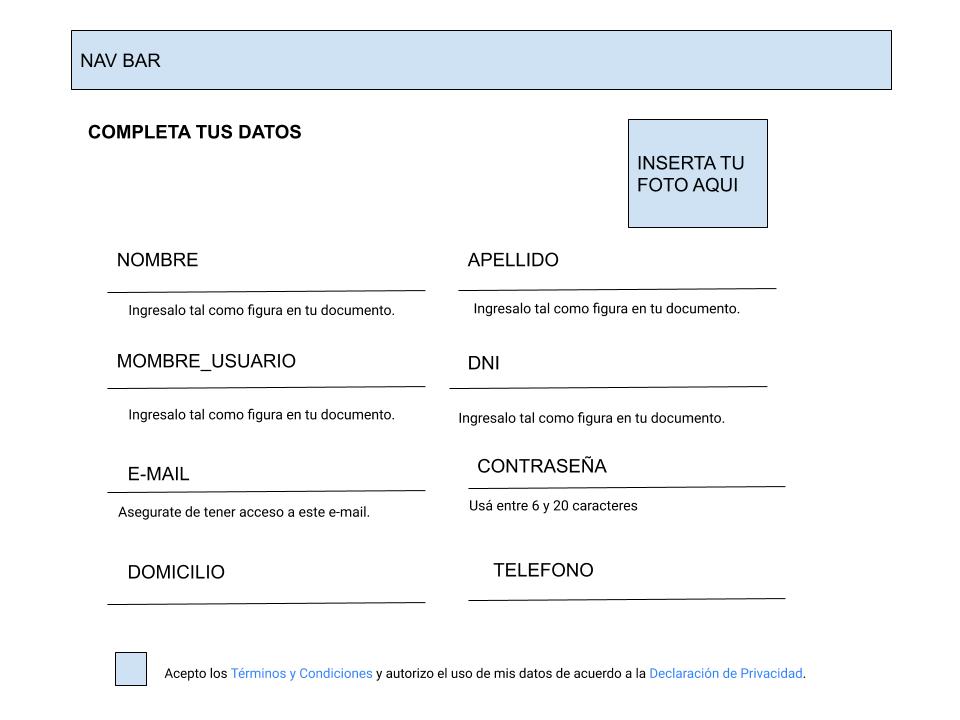 NAV BAR
COMPLETA TUS DATOS
INSERTA TU
FOTO AQUI
NOMBRE
APELLIDO
Ingresalo tal como figura en tu documento.
Ingresalo tal como figura en tu documento.
MOMBRE_USUARIO
DNI
Ingresalo tal como figura en tu documento.
Ingresalo tal como figura en tu documento.
E-MAIL
CONTRASEÑA
Asegurate de tener acceso a este e-mail.
Usá entre 6 y 20 caracteres
DOMICILIO
TELEFONO
Acepto los Términos y Condiciones y autorizo el uso de mis datos de acuerdo a la Declaración de Privacidad.